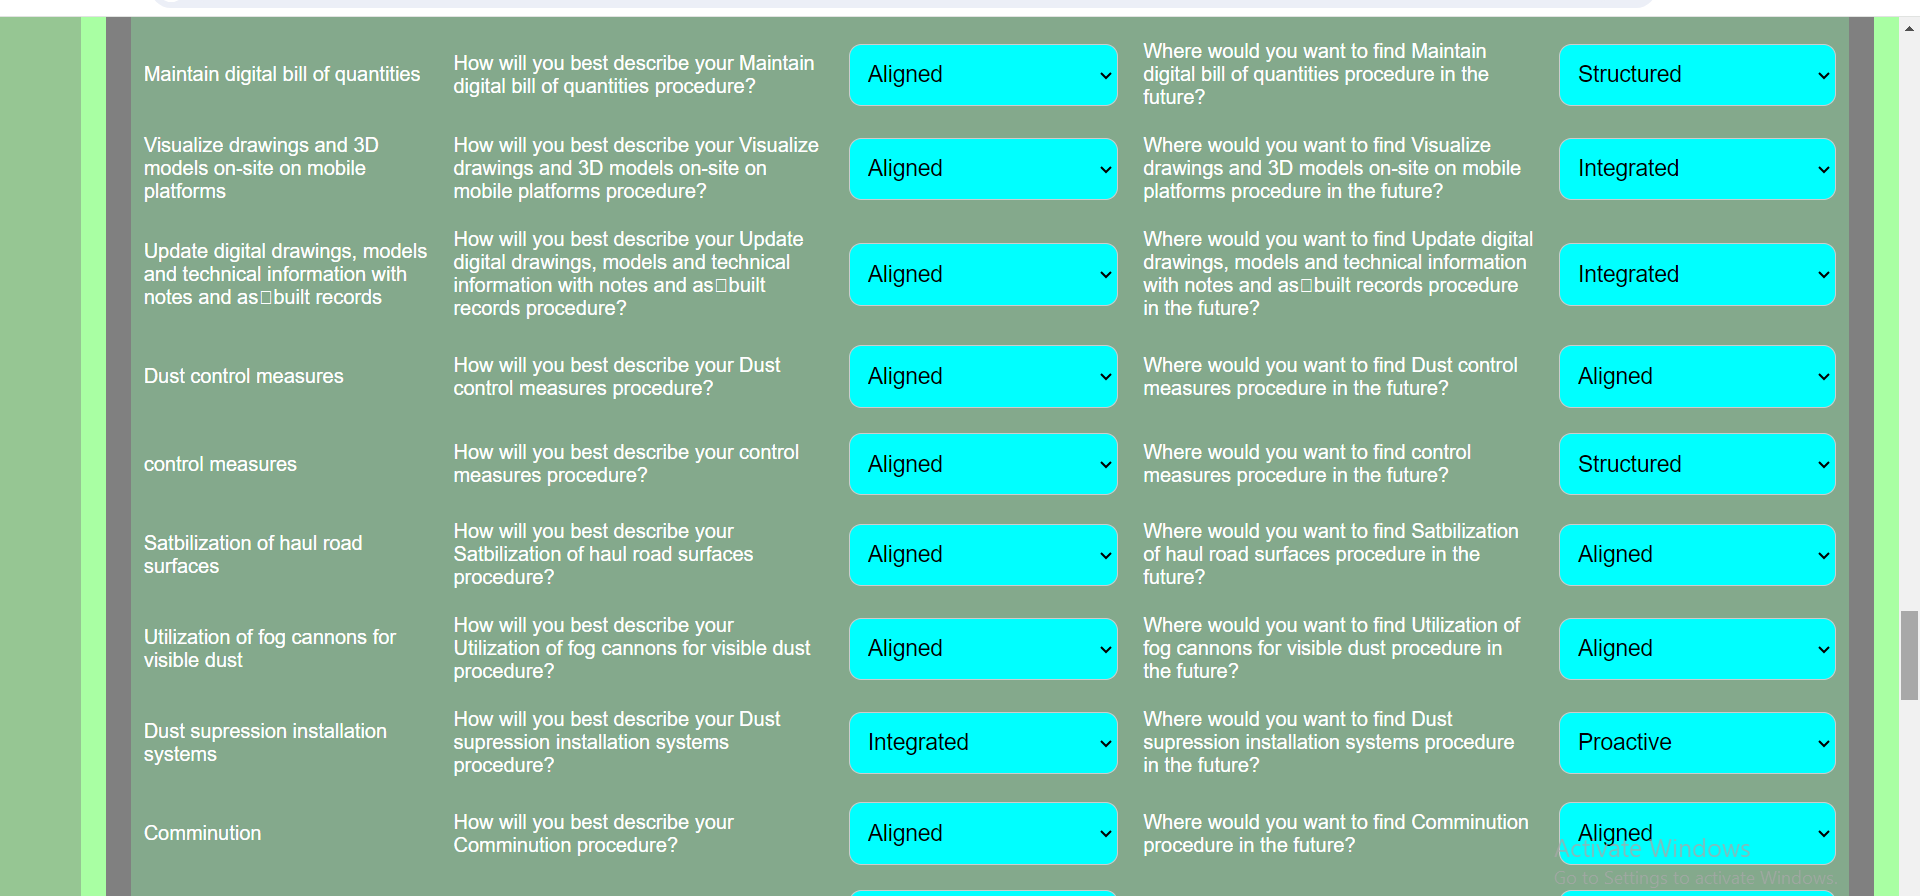 Maintain digital bill of quantities
How will you best describe your Maintain
digital bill of quantities procedure?
Aligned
Where would you want to find Maintain
digital bill of quantities procedure in the
future?
Structured
Visualize drawings and 3D
models on-site on mobile
platforms
How will you best describe your Visualize
drawings and 3D models on-site on
mobile platforms procedure?
Aligned
Where would you want to find Visualize
drawings and 3D models on-site on mobile
platforms procedure in the future?
Integrated
Update digital drawings, models
and technical information with
notes and as□built records
How will you best describe your Update
digital drawings, models and technical
information with notes and as□built
records procedure?
Aligned
Where would you want to find Update digital
drawings, models and technical information
with notes and as□built records procedure
in the future?
Integrated
Dust control measures
How will you best describe your Dust
control measures procedure?
Aligned
Where would you want to find Dust control
measures procedure in the future?
Aligned
control measures
How will you best describe your control
measures procedure?
Aligned
Where would you want to find control
measures procedure in the future?
Structured
Satbilization of haul road
surfaces
How will you best describe your
Satbilization of haul road surfaces
procedure?
Aligned
Where would you want to find Satbilization
of haul road surfaces procedure in the
future?
Aligned
Utilization of fog cannons for
visible dust
How will you best describe your
Utilization of fog cannons for visible dust
procedure?
Aligned
Where would you want to find Utilization of
fog cannons for visible dust procedure in
the future?
Aligned
Dust supression installation
systems
How will you best describe your Dust
supression installation systems
procedure?
Integrated
Where would you want to find Dust
supression installation systems procedure
in the future?
Proactive
Comminution
How will you best describe your
Comminution procedure?
Aligned
Where would you want to find Comminution
procedure in the future?
Aligned
Activate Windows
Go to Settings to activate Windows.